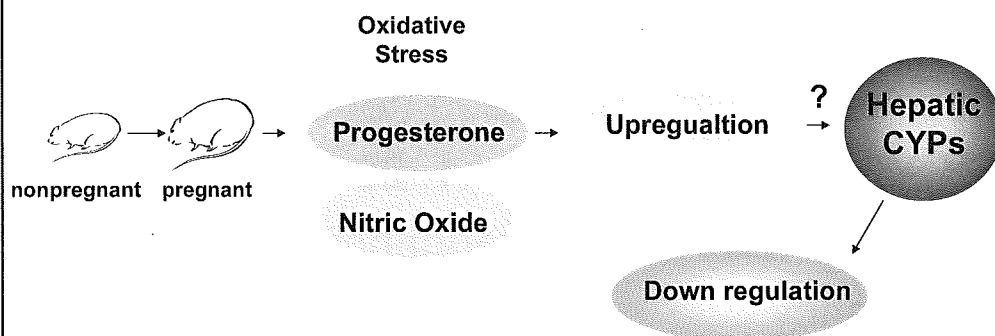 Oxidative
Stress
Progesterone
Upregualtion
?
Hepatic
CYPs
nonpregnant
pregnant
Nitric Oxide
Down regulation